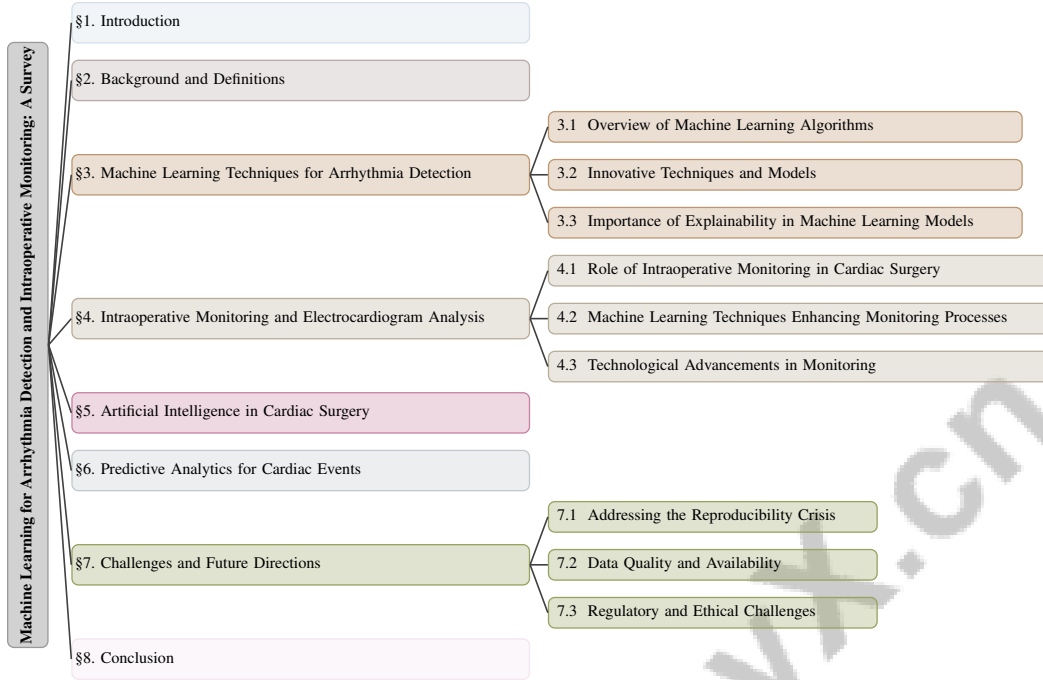 Machine Learning for Arrhythmia Detection and Intraoperative Monitoring: A Survey
§1. Introduction
§2. Background and Definitions
§3. Machine Learning Techniques for Arrhythmia Detection
3.1 Overview of Machine Learning Algorithms
3.2 Innovative Techniques and Models
3.3 Importance of Explainability in Machine Learning Models
§4. Intraoperative Monitoring and Electrocardiogram Analysis
4.1 Role of Intraoperative Monitoring in Cardiac Surgery
4.2 Machine Learning Techniques Enhancing Monitoring Processes
4.3 Technological Advancements in Monitoring
§5. Artificial Intelligence in Cardiac Surgery
§6. Predictive Analytics for Cardiac Events
§7. Challenges and Future Directions
7.1 Addressing the Reproducibility Crisis
7.2 Data Quality and Availability
7.3 Regulatory and Ethical Challenges
§8. Conclusion
vx.cn